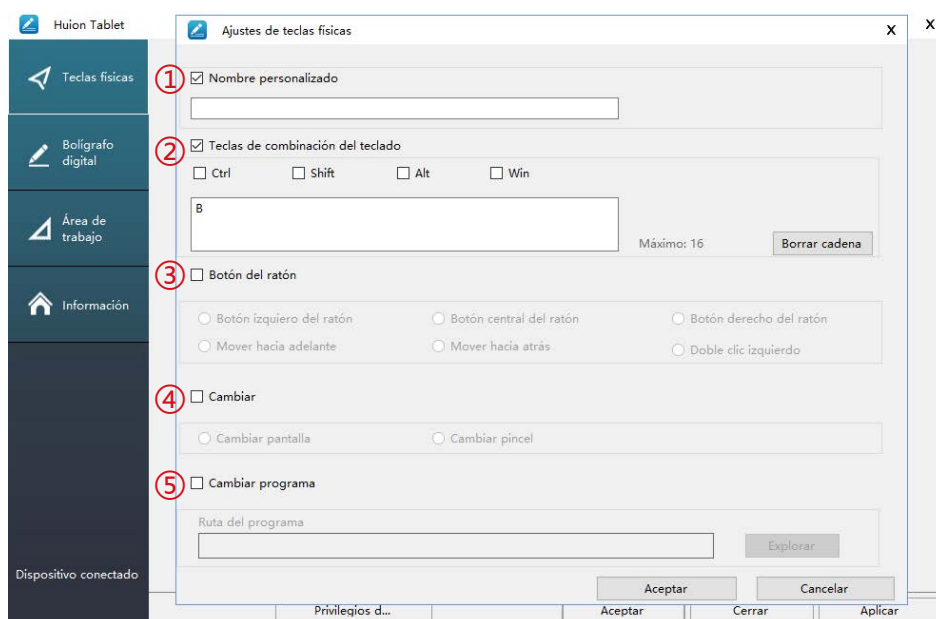 Huion Tablet
Ajustes de teclas físicas
X
X
Teclas físicas
Bolígrafo
digital
Área de
trabajo
Información
Dispositivo conectado
① Nombre personalizado
② Teclas de combinación del teclado
Ctrl Shift Alt Win
B
Máximo: 16 Borrar cadena
③ Botón del ratón
Botón izquiero del ratón Botón central del ratón Botón derecho del ratón
Mover hacia adelante Mover hacia atrás Doble clic izquierdo
④ Cambiar
Cambiar pantalla Cambiar pincel
⑤ Cambiar programa
Ruta del programa
Explorar
Aceptar Cancelar
Privilegios d... Aceptar Cerrar Aplicar